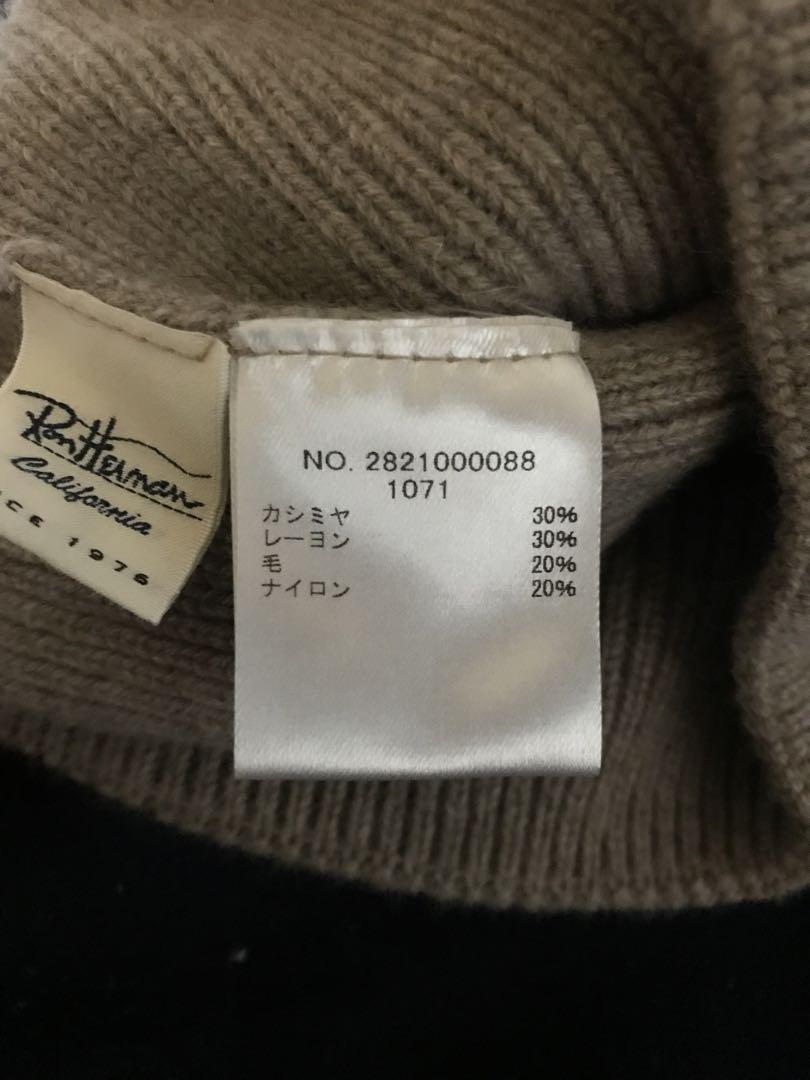 Ron Herman
California
CE 1976
NO. 2821000088
1071
カシミヤ 30%
レーヨン 30%
毛 20%
ナイロン 20%